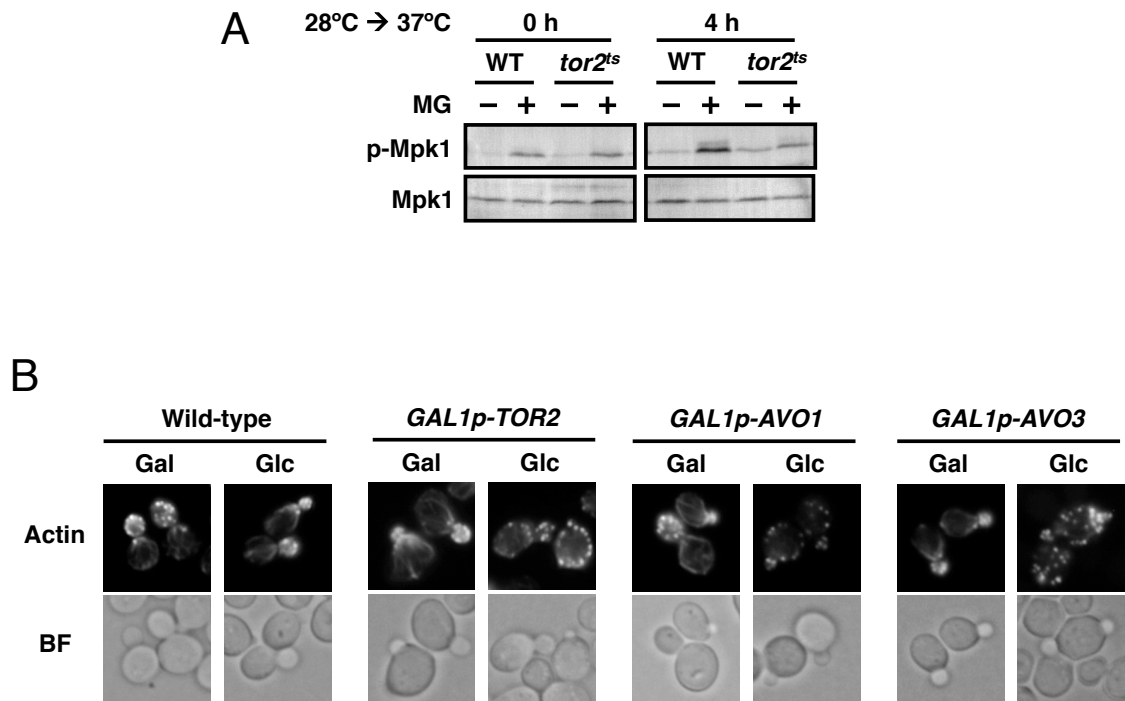 A
28ºC → 37ºC 0 h 4 h
WT tor2ts WT tor2ts
MG − + − + − + − +
p-Mpk1
Mpk1
B
Wild-type GAL1p-TOR2 GAL1p-AVO1 GAL1p-AVO3
Gal Glc Gal Glc Gal Glc Gal Glc
Actin
BF